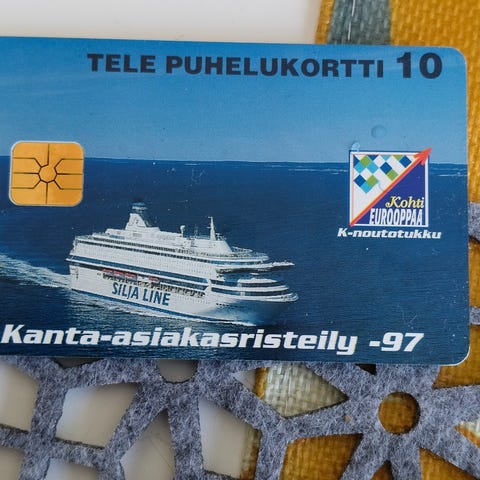 TELE PUHELUKORTTI 10
Kohti
EUROOPPAA
K-noutotukku
SILJA LINE
Kanta-asiakasristeily -97